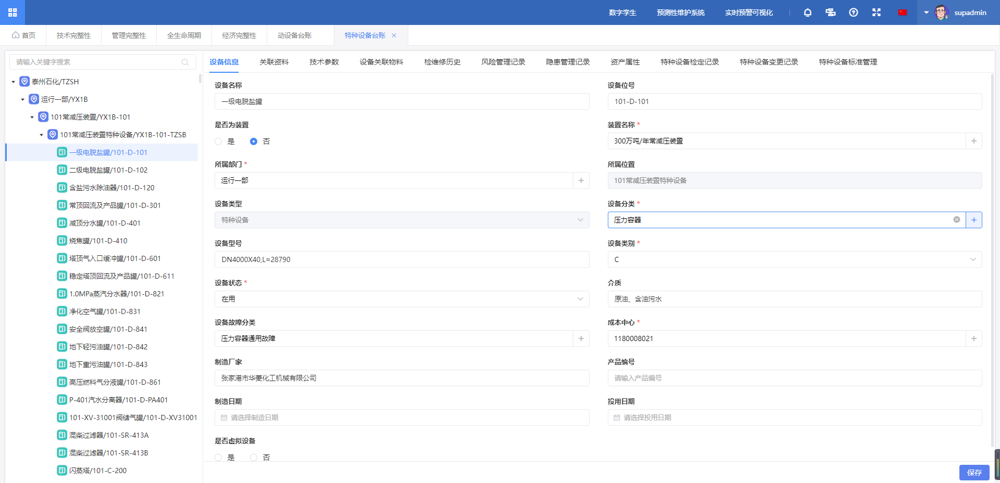 数字孪生 预测性维护系统 实时预警可视化 supadmin
首页 技术完整性 管理完整性 全生命周期 经济完整性 动设备台账 特种设备台账
请输入关键字搜索
泰州石化/TZSH
运行一部/YX1B
101常减压装置/YX1B-101
101常减压装置特种设备/YX1B-101-TZSB
一级电脱盐罐/101-D-101
二级电脱盐罐/101-D-102
含盐污水除油器/101-D-120
常顶回流及产品罐/101-D-301
减顶分水罐/101-D-401
烧焦罐/101-D-410
塔顶气入口缓冲罐/101-D-601
稳定塔顶回流及产品罐/101-D-611
1.0MPa蒸汽分水器/101-D-821
净化空气罐/101-D-831
安全阀放空罐/101-D-841
地下轻污油罐/101-D-842
地下重污油罐/101-D-843
高压燃料气分液罐/101-D-861
P-401汽水分离器/101-D-PA401
101-XV-31001阀储气罐/101-D-XV31001
混柴过滤器/101-SR-413A
混柴过滤器/101-SR-413B
闪蒸塔/101-C-200
设备信息 关联资料 技术参数 设备关联物料 检维修历史 风险管理记录 隐患管理记录 资产属性 特种设备检定记录 特种设备变更记录 特种设备标准管理
设备名称 设备位号
一级电脱盐罐 101-D-101
是否为装置 装置名称 *
是 否 300万吨/年常减压装置
所属部门 * 所属位置
运行一部 101常减压装置特种设备
设备类型 设备分类 *
特种设备 压力容器
设备型号 设备类别 *
DN4000X40,L≈28790 C
设备状态 * 介质
在用 原油、含油污水
设备故障分类 成本中心 *
压力容器通用故障 1180008021
制造厂家 产品编号
张家港市华菱化工机械有限公司 请输入产品编号
制造日期 投用日期
请选择制造日期 请选择投用日期
是否虚拟设备
是 否
保存